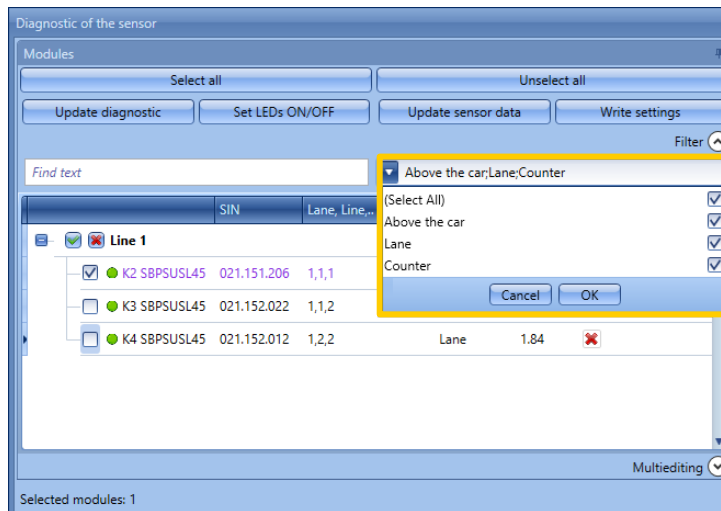 Diagnostic of the sensor
Modules
Select all
Unselect all
Update diagnostic
Set LEDs ON/OFF
Update sensor data
Write settings
Filter
Find text
Above the car;Lane;Counter
(Select All)
Above the car
Lane
Counter
Cancel
OK
SIN
Lane, Line,..
Line 1
K2 SBPSUSL45 021.151.206 1,1,1
K3 SBPSUSL45 021.152.022 1,1,2
K4 SBPSUSL45 021.152.012 1,2,2 Lane 1.84
Multiediting
Selected modules: 1